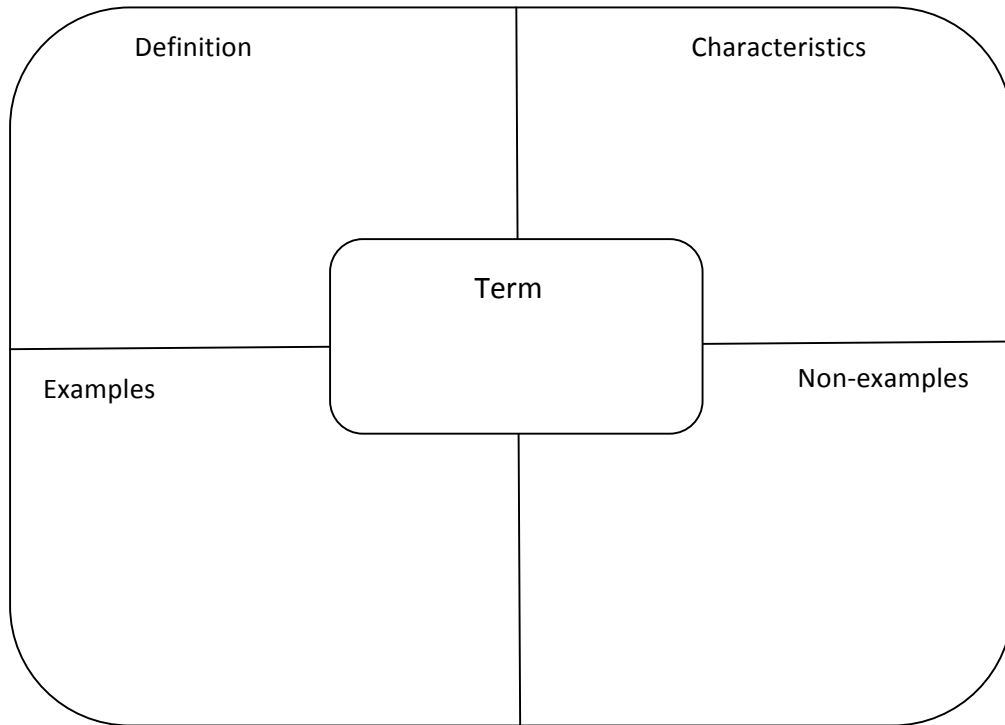 Definition
Characteristics
Term
Examples
Non-examples